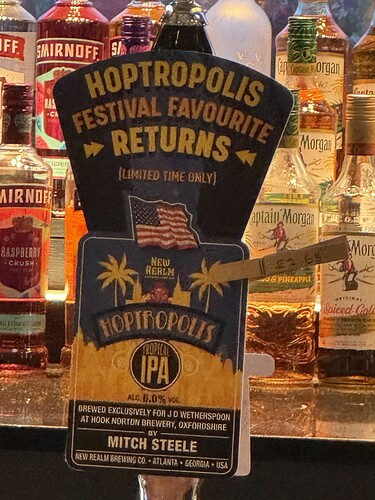 HOPTROPOLIS
FESTIVAL FAVOURITE
RETURNS
(LIMITED TIME ONLY)
NEW
REALM
HOPTROPOLIS
TROPICAL
IPA
ALC. 6.0% VOL
BREWED EXCLUSIVELY FOR J D WETHERSPOON
AT HOOK NORTON BREWERY, OXFORDSHIRE
BY
MITCH STEELE
NEW REALM BREWING CO. • ATLANTA • GEORGIA • USA
SMIRNOFF
SMIRNOFF
RASPBERRY
CRUSH
Captain Morgan
Morgan
Captain Morgan
& PINEAPPLE
ORIGINAL
Spiced Gold